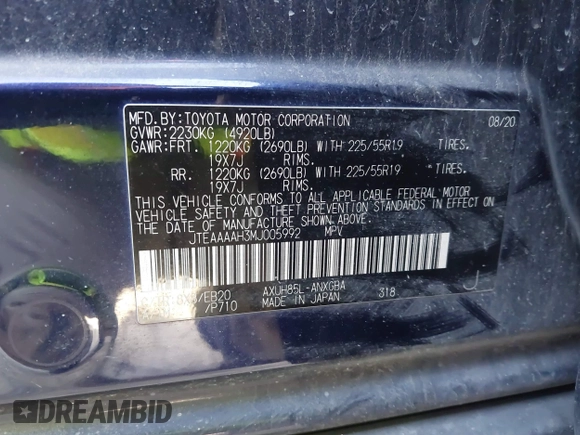 MFD. BY: TOYOTA MOTOR CORPORATION 08/20
GVWR: 2230KG (4920LB)
GAWR: FRT. 1220KG (2690LB) WITH 225/55R19 TIRES.
19X7J RIMS.
RR. 1220KG (2690LB) WITH 225/55R19 TIRES.
19X7J RIMS.
THIS VEHICLE CONFORMS TO ALL APPLICABLE FEDERAL MOTOR
VEHICLE SAFETY AND THEFT PREVENTION STANDARDS IN EFFECT
ON THE DATE OF MANUFACTURE SHOWN ABOVE.
JTEAAAAH3MJ005992 MPV
/EB20 AXUH85L-ANXGBA 318 J
/P710 MADE IN JAPAN
DREAMBID